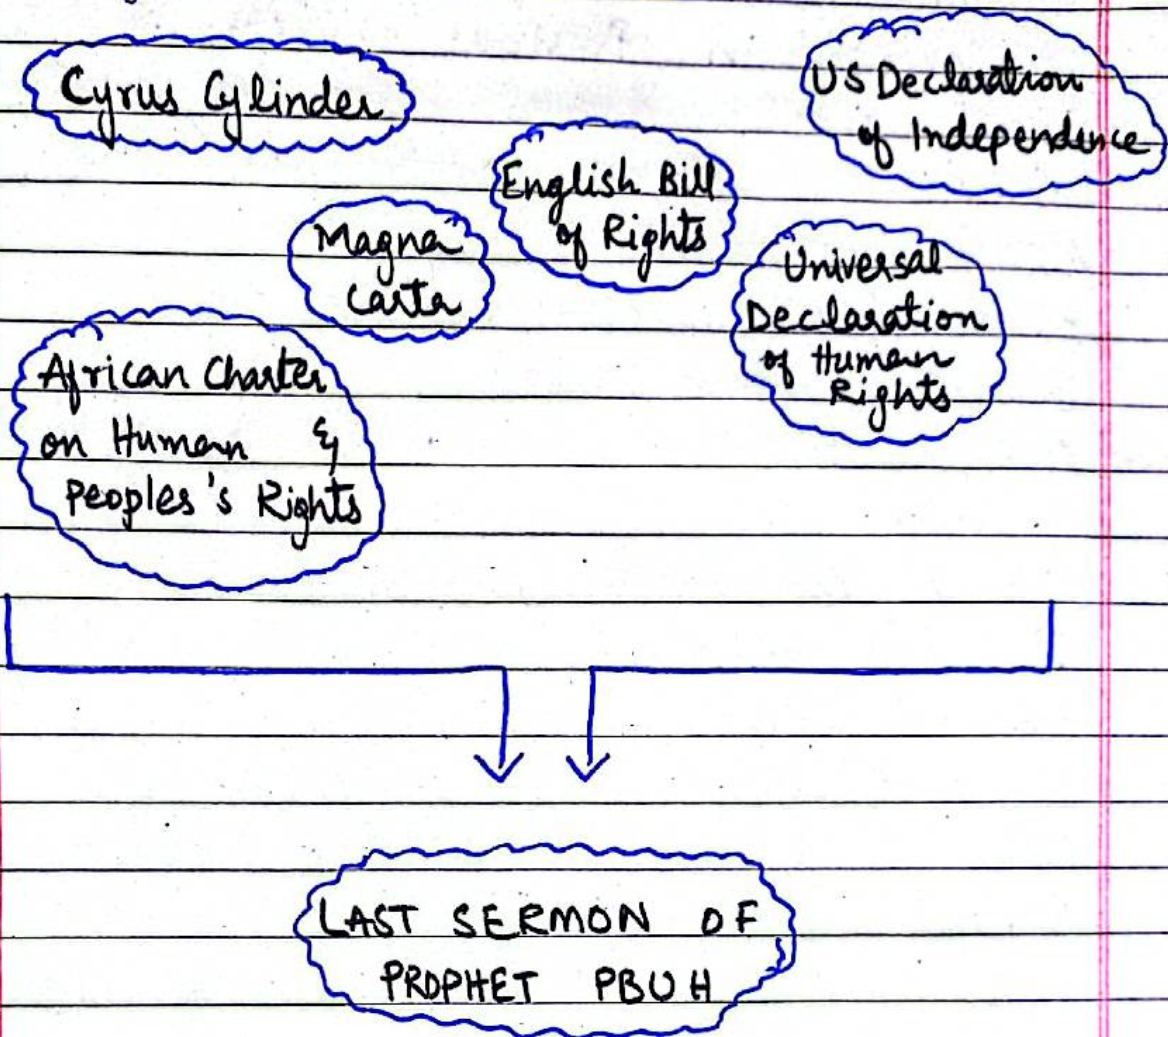 Cyrus Cylinder
US Declaration
of Independence
English Bill
of Rights
Magna
Carta
Universal
Declaration
of Human
Rights
African Charter
on Human &
Peoples's Rights
LAST SERMON OF
PROPHET PBUH